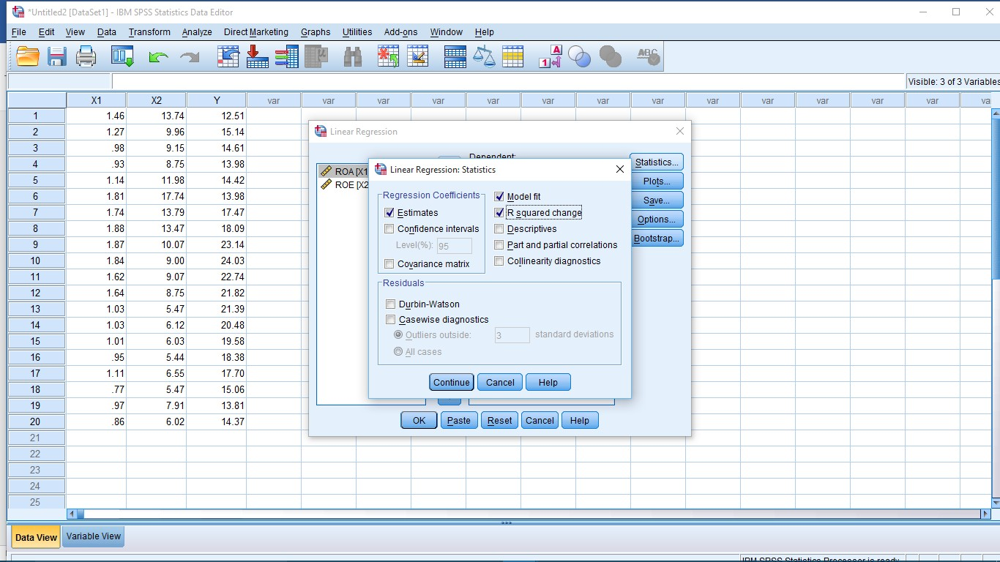 *Untitled2 [DataSet1] - IBM SPSS Statistics Data Editor
File Edit View Data Transform Analyze Direct Marketing Graphs Utilities Add-ons Window Help
Visible: 3 of 3 Variables
X1 X2 Y var var var var var var var var var var var var var
1 1.46 13.74 12.51
2 1.27 9.96 15.14
3 .98 9.15 14.61
4 .93 8.75 13.98
5 1.14 11.98 14.42
6 1.81 17.74 13.98
7 1.74 13.79 17.47
8 1.88 13.47 18.09
9 1.87 10.07 23.14
10 1.84 9.00 24.03
11 1.62 9.07 22.74
12 1.64 8.75 21.82
13 1.03 5.47 21.39
14 1.03 6.12 20.48
15 1.01 6.03 19.58
16 .95 5.44 18.38
17 1.11 6.55 17.70
18 .77 5.47 15.06
19 .97 7.91 13.81
20 .86 6.02 14.37
21
22
23
24
25
Linear Regression
Dependent:
ROA [X1
ROE [X2
Statistics...
Plots...
Save...
Options...
Bootstrap...
Linear Regression: Statistics
Regression Coefficients
Estimates
Confidence intervals
Level(%): 95
Covariance matrix
Model fit
R squared change
Descriptives
Part and partial correlations
Collinearity diagnostics
Residuals
Durbin-Watson
Casewise diagnostics
Outliers outside: 3 standard deviations
All cases
Continue Cancel Help
OK Paste Reset Cancel Help
Data View Variable View
IBM SPSS Statistics Processor is ready